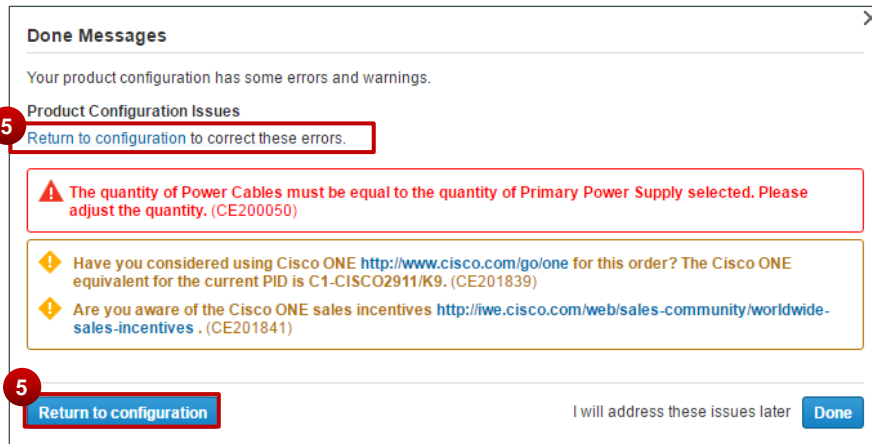 Done Messages
Your product configuration has some errors and warnings.
Product Configuration Issues
5
Return to configuration to correct these errors.
The quantity of Power Cables must be equal to the quantity of Primary Power Supply selected. Please
adjust the quantity. (CE200050)
Have you considered using Cisco ONE http://www.cisco.com/go/one for this order? The Cisco ONE
equivalent for the current PID is C1-CISCO2911/K9. (CE201839)
Are you aware of the Cisco ONE sales incentives http://iwe.cisco.com/web/sales-community/worldwide-
sales-incentives . (CE201841)
5
Return to configuration
I will address these issues later Done